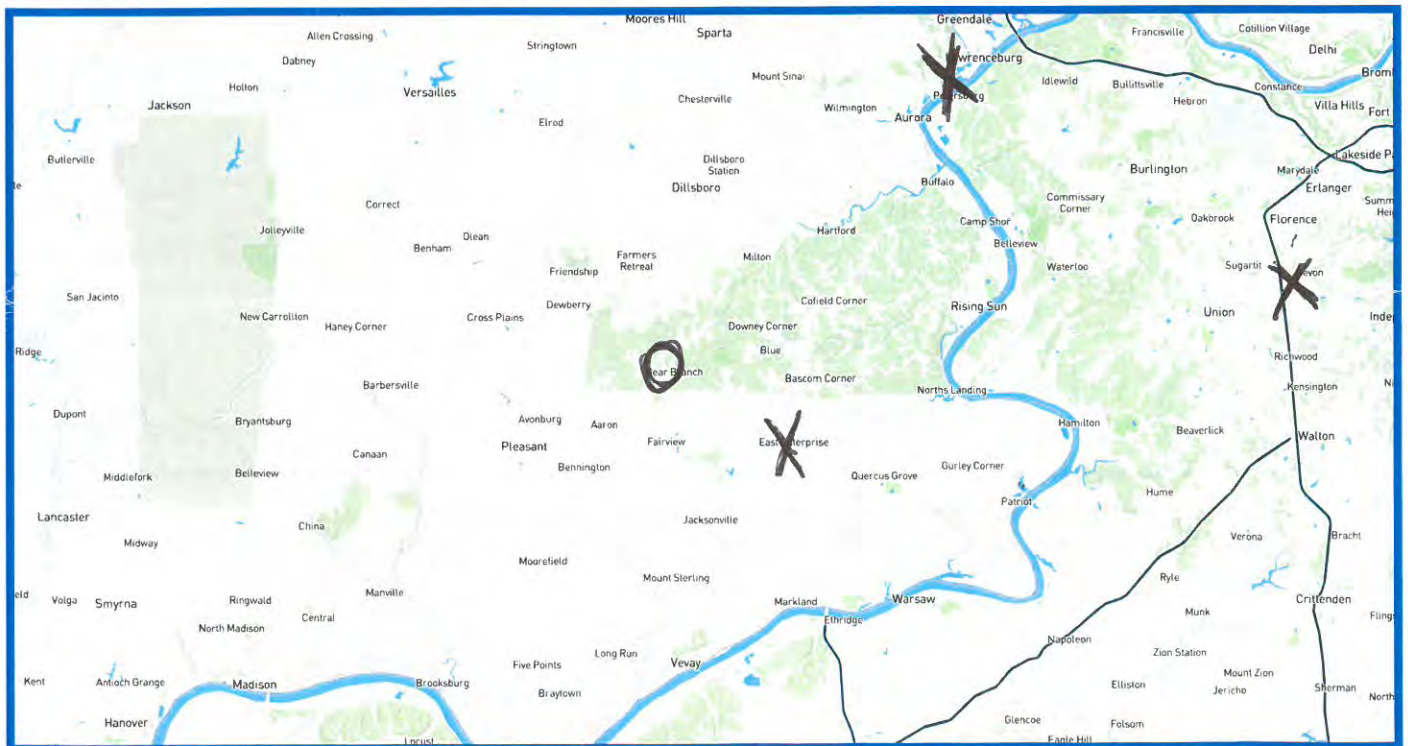 Moores Hill
Greendale
Sparta
Allen Crossing
Stringtown
Francisville
Cotillion Village
Delhi
Dabney
Holton
Versailles
Mount Sinai
Idlewild
Bullittsville
Constance
Jackson
Chesterville
Wilmington
Hebron
Villa Hills
Fort
Elrod
Aurora
Butlerville
Dillsboro
Station
Dillsboro
Buffalo
Burlington
Marydale
Lakeside
Erlanger
Correct
Commissary
Corner
Oakbrook
Florence
Jolleyville
Olean
Benham
Hartford
Camp Shor
Belleview
Farmers
Retreat
Milton
Friendship
Waterloo
Sugartit
San Jacinto
Dewberry
Cofield Corner
Rising Sun
Union
New Carrollton
Haney Corner
Cross Plains
Downey Corner
Ridge
Blue
Richwood
Barbersville
Bascom Corner
Norths Landing
Kensington
Dupont
Bryantsburg
Avonburg
Aaron
Hamilton
Beaverlick
Walton
Pleasant
Fairview
Canaan
Bennington
Middlefork
Belleview
Quercus Grove
Gurley Corner
Patriot
Hume
Lancaster
China
Jacksonville
Midway
Verona
Bracht
Moorefield
Mount Sterling
Ryle
Volga
Smyrna
Ringwald
Manville
Markland
Warsaw
Crittenden
Central
North Madison
Ethridge
Munk
Napoleon
Zion Station
Five Points
Long Run
Vevay
Mount Zion
Kent
Antioch Grange
Madison
Brooksburg
Braytown
Elliston
Jericho
Sherman
North
Hanover
Glencoe
Folsom
Locust
Eagle Hill